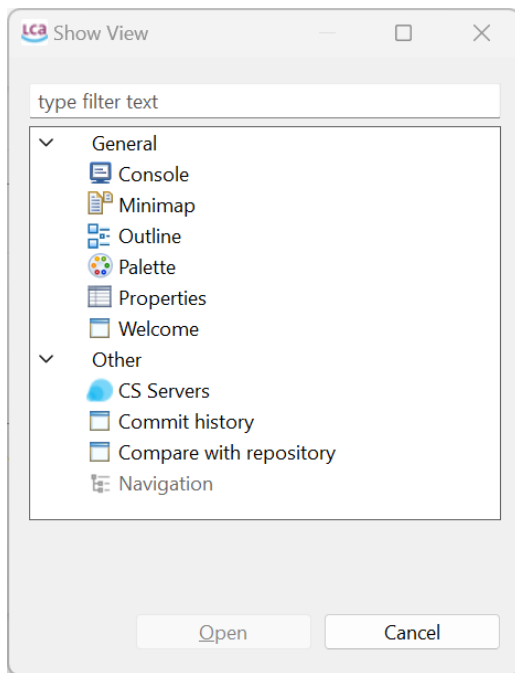 LCa Show View
type filter text
General
Console
Minimap
Outline
Palette
Properties
Welcome
Other
CS Servers
Commit history
Compare with repository
Navigation
Open Cancel